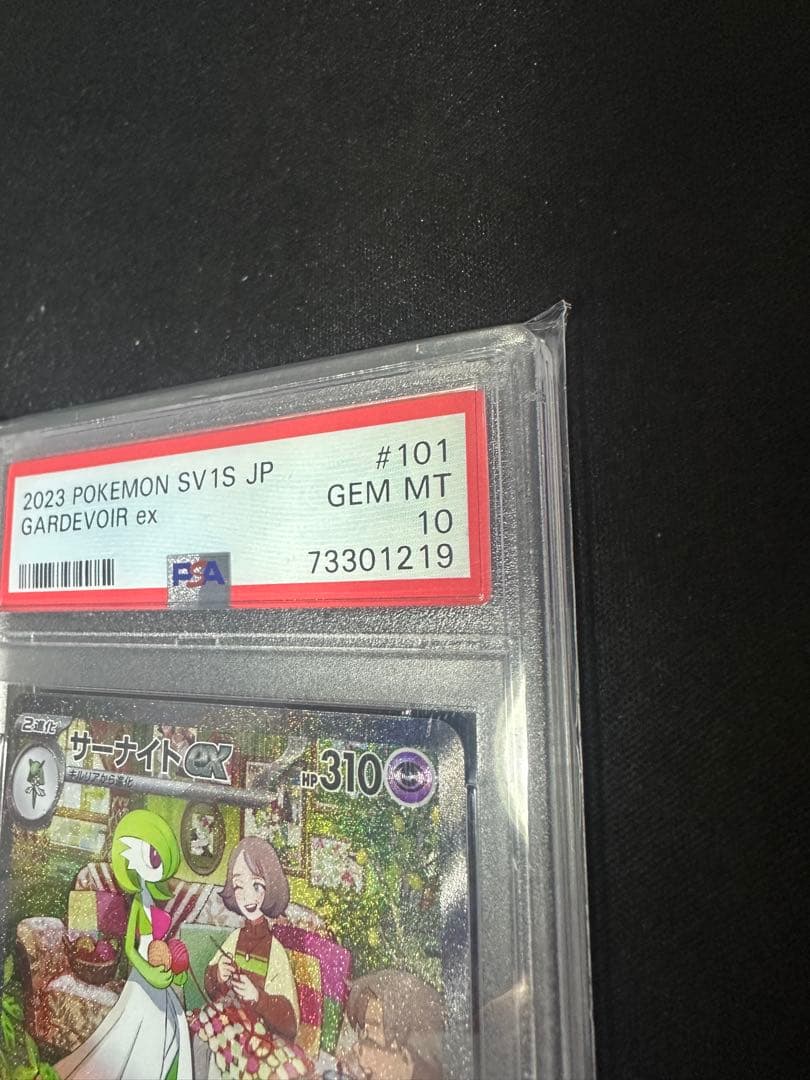 2023 POKEMON SV1S JP #101
GARDEVOIR ex GEM MT
10
PSA 73301219
2進化
サーナイトex HP310
キルリアから進化